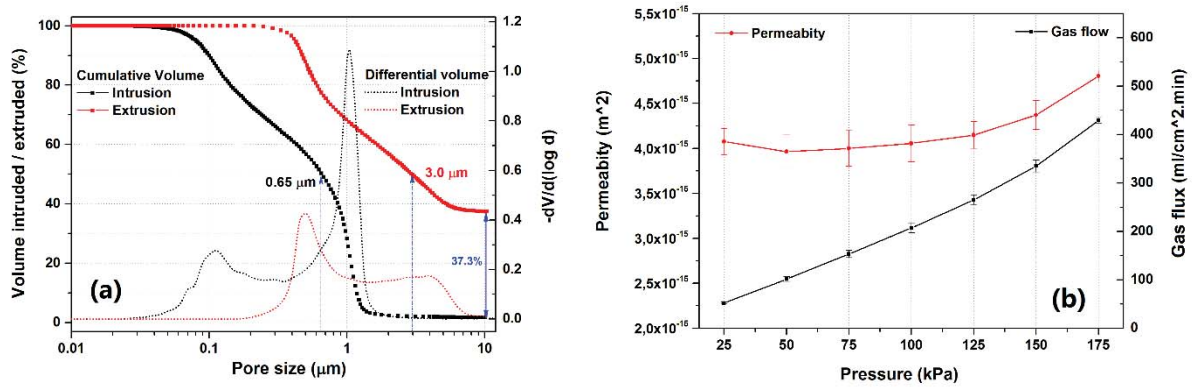 100
80
60
40
20
0
Volume intruded / extruded (%)
Cumulative Volume
Intrusion
Extrusion
Differential volume
Intrusion
Extrusion
0.65 μm
3.0 μm
37.3%
(a)
1.2
1.0
0.8
0.6
0.4
0.2
0.0
-dV/d(log d)
0.01
0.1
1
10
Pore size (μm)
5,5x10-15
5,0x10-15
4,5x10-15
4,0x10-15
3,5x10-15
3,0x10-15
2,5x10-15
2,0x10-15
Permeabity (m^2)
Permeabity
Gas flow
(b)
600
500
400
300
200
100
0
Gas flux (ml/cm^2.min)
25
50
75
100
125
150
175
Pressure (kPa)